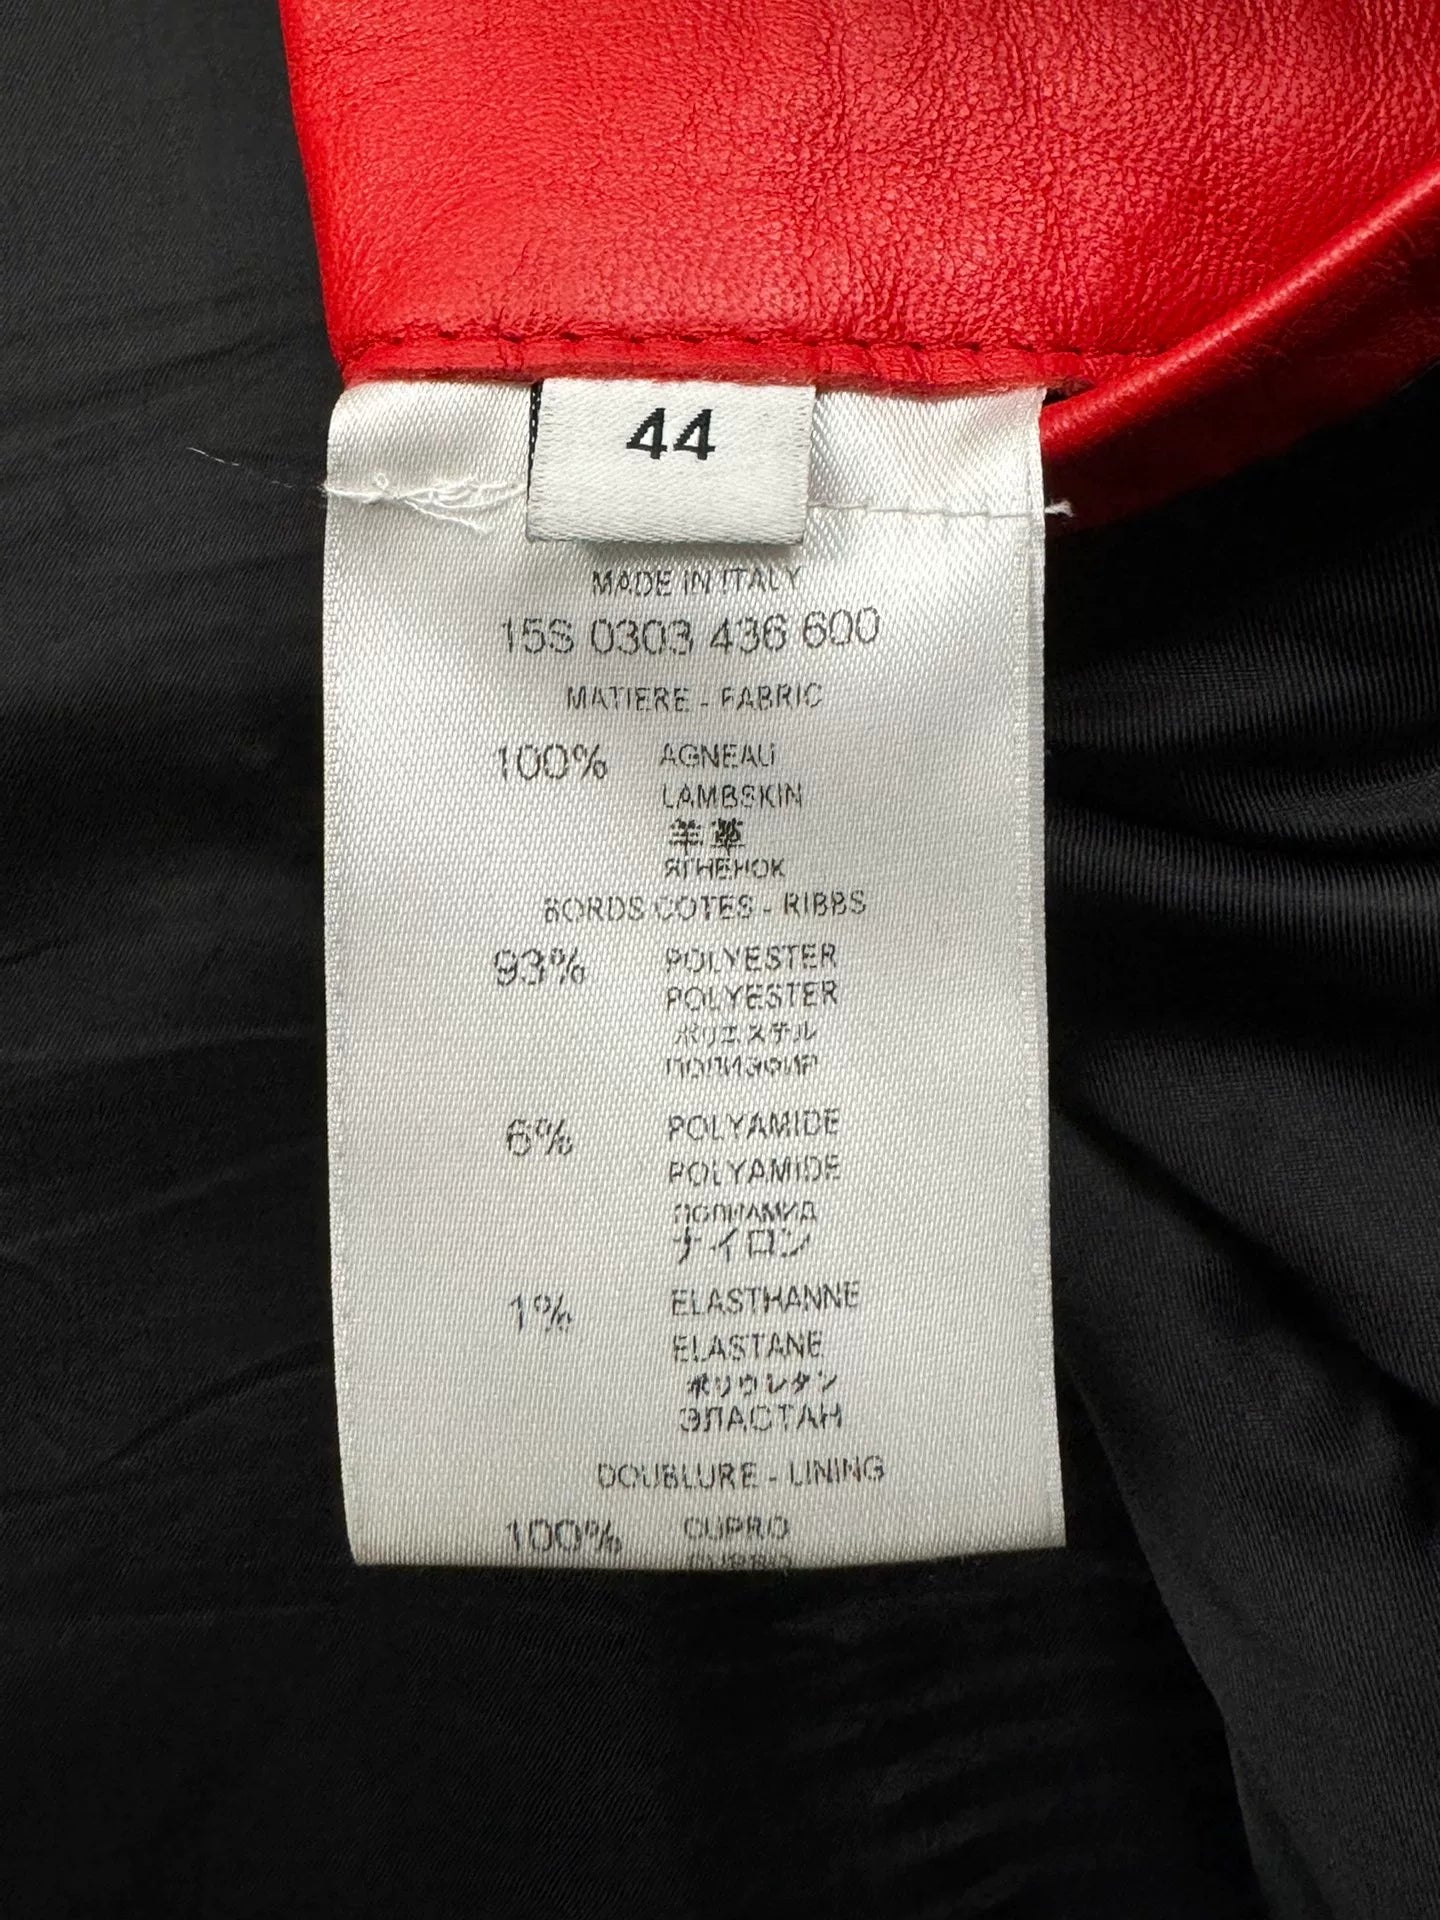 44
MADE IN ITALY
15S 0303 436 600
MATIERE - FABRIC
100% AGNEAU
LAMBSKIN
羊革
ЯГНЕНОК
BORDS COTES - RIBBS
93% POLYESTER
POLYESTER
ポリエステル
ПОЛИЭФИР
6% POLYAMIDE
POLYAMIDE
ПОЛИАМИД
ナイロン
1% ELASTHANNE
ELASTANE
ポリウレタン
ЭЛАСТАН
DOUBLURE - LINING
100% CUPRO
CUPRO